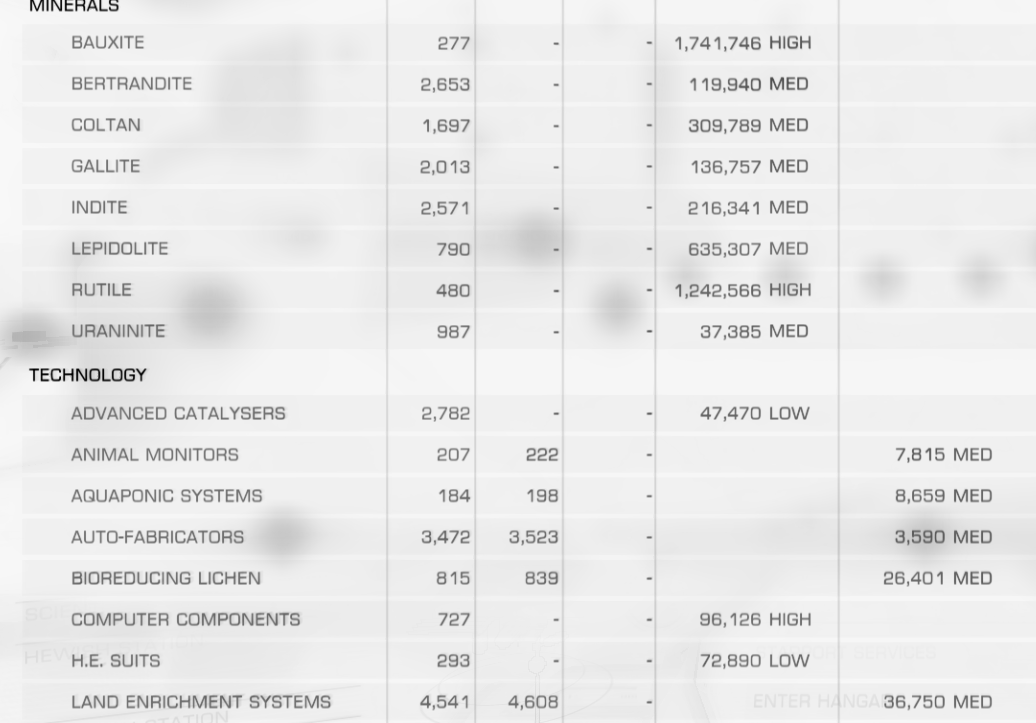 MINERALS
BAUXITE 277 - - 1,741,746 HIGH
BERTRANDITE 2,653 - - 119,940 MED
COLTAN 1,697 - - 309,789 MED
GALLITE 2,013 - - 136,757 MED
INDITE 2,571 - - 216,341 MED
LEPIDOLITE 790 - - 635,307 MED
RUTILE 480 - - 1,242,566 HIGH
URANINITE 987 - - 37,385 MED
TECHNOLOGY
ADVANCED CATALYSERS 2,782 - - 47,470 LOW
ANIMAL MONITORS 207 222 - 7,815 MED
AQUAPONIC SYSTEMS 184 198 - 8,659 MED
AUTO-FABRICATORS 3,472 3,523 - 3,590 MED
BIOREDUCING LICHEN 815 839 - 26,401 MED
COMPUTER COMPONENTS 727 - - 96,126 HIGH
H.E. SUITS 293 - - 72,890 LOW
SERVICES
LAND ENRICHMENT SYSTEMS 4,541 4,608 - 36,750 MED
ENTER HANGAR